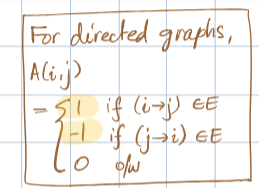 For directed graphs,
A(i,j)
= { 1 if (i→j) ∈E
-1 if (j→i) ∈E
0 o/w